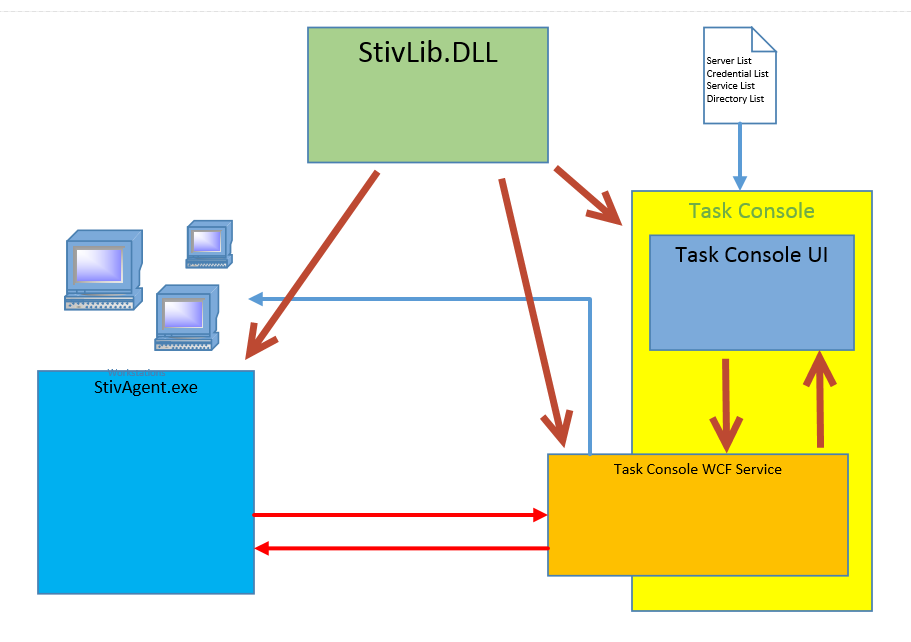 StivLib.DLL
Server List
Credential List
Service List
Directory List
Task Console
Task Console UI
Workstations
StivAgent.exe
Task Console WCF Service